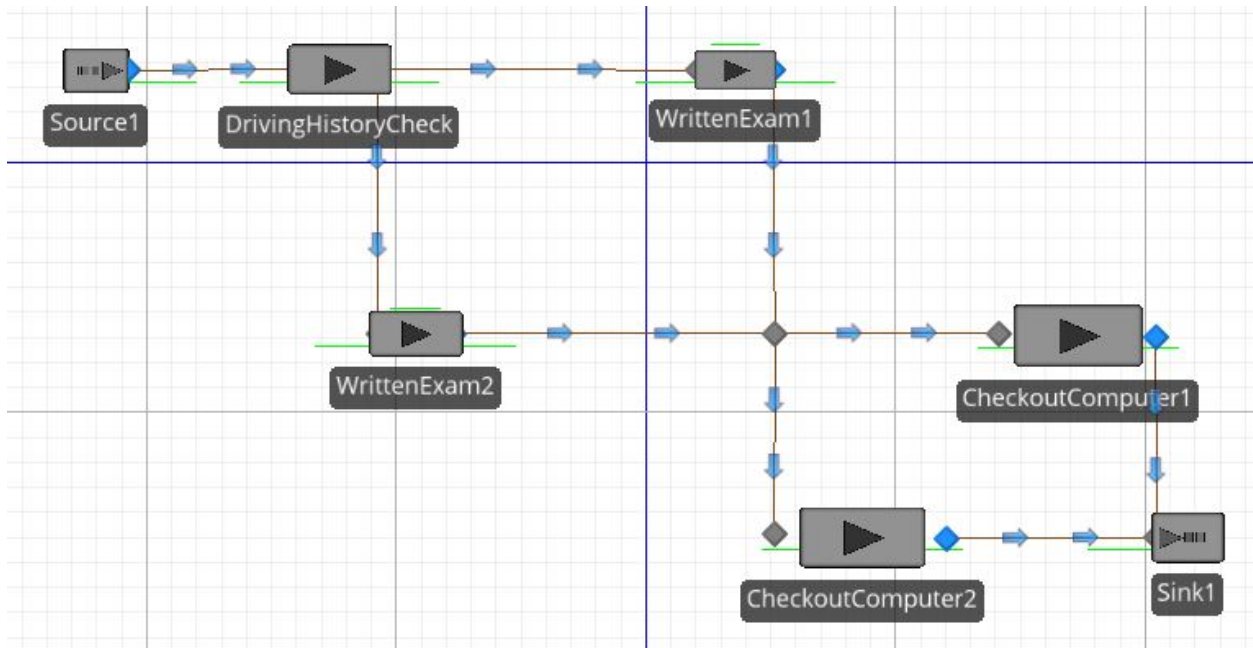 Source1
DrivingHistoryCheck
WrittenExam1
WrittenExam2
CheckoutComputer1
CheckoutComputer2
Sink1